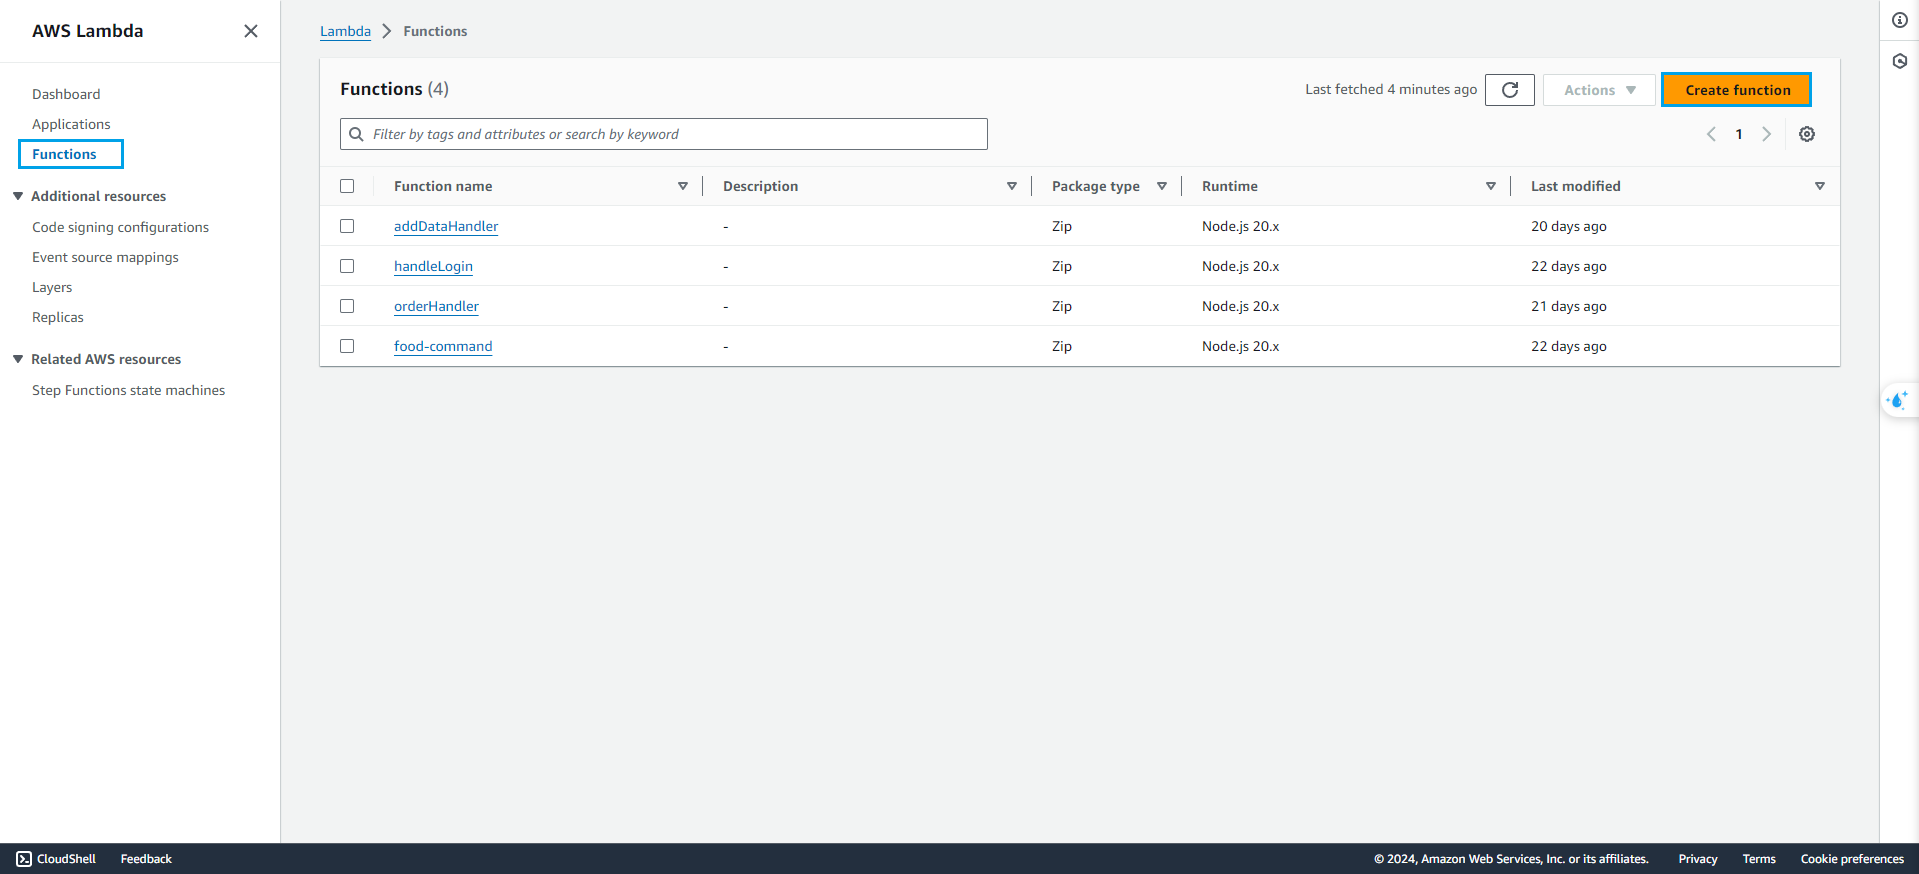 AWS Lambda
Dashboard
Applications
Functions
Additional resources
Code signing configurations
Event source mappings
Layers
Replicas
Related AWS resources
Step Functions state machines
Lambda Functions
Functions (4)
Last fetched 4 minutes ago Actions Create function
Filter by tags and attributes or search by keyword
1
Function name Description Package type Runtime Last modified
addDataHandler - Zip Node.js 20.x 20 days ago
handleLogin - Zip Node.js 20.x 22 days ago
orderHandler - Zip Node.js 20.x 21 days ago
food-command - Zip Node.js 20.x 22 days ago
CloudShell Feedback © 2024, Amazon Web Services, Inc. or its affiliates. Privacy Terms Cookie preferences